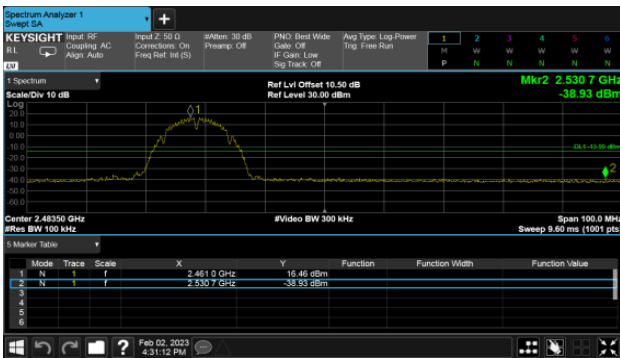 Spectrum Analyzer 1
Swept SA
KEYSIGHT Input: RF Input Z: 50 Ω #Atten: 30 dB PNO: Best Wide Avg Type: Log-Power 1 2 3 4 5 6
RL Coupling: AC Corrections: On Preamp: Off Gate: Off Trig: Free Run M W W W W W
Align: Auto Freq Ref: Int (S) IF Gain: Low
Sig Track: Off P N N N N N
LXI
1 Spectrum Ref Lvl Offset 10.50 dB Mkr2 2.530 7 GHz
Scale/Div 10 dB Ref Level 30.00 dBm -38.93 dBm
Log
20.0
10.0
0.00
-10.0
-20.0
-30.0
-40.0
-50.0
-60.0
1
DL1 -13.55 dBm
2
Center 2.48350 GHz #Video BW 300 kHz Span 100.0 MHz
#Res BW 100 kHz Sweep 9.60 ms (1001 pts)
5 Marker Table
Mode Trace Scale X Y Function Function Width Function Value
1 N 1 f 2.461 0 GHz 16.46 dBm
2 N 1 f 2.530 7 GHz -38.93 dBm
3
4
5
6
? Feb 02, 2023
4:31:12 PM